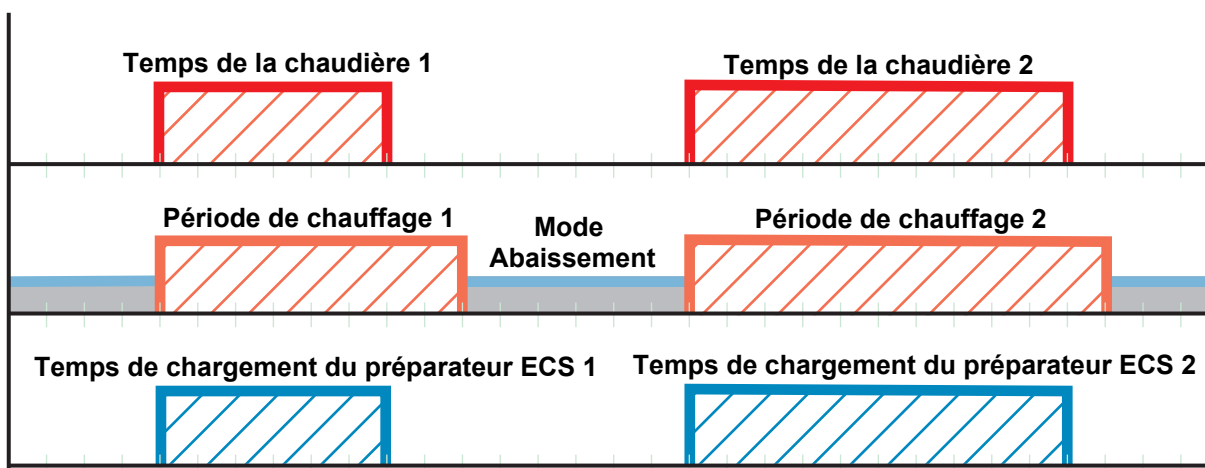 Temps de la chaudière 1
Temps de la chaudière 2
Période de chauffage 1
Mode
Abaissement
Période de chauffage 2
Temps de chargement du préparateur ECS 1
Temps de chargement du préparateur ECS 2